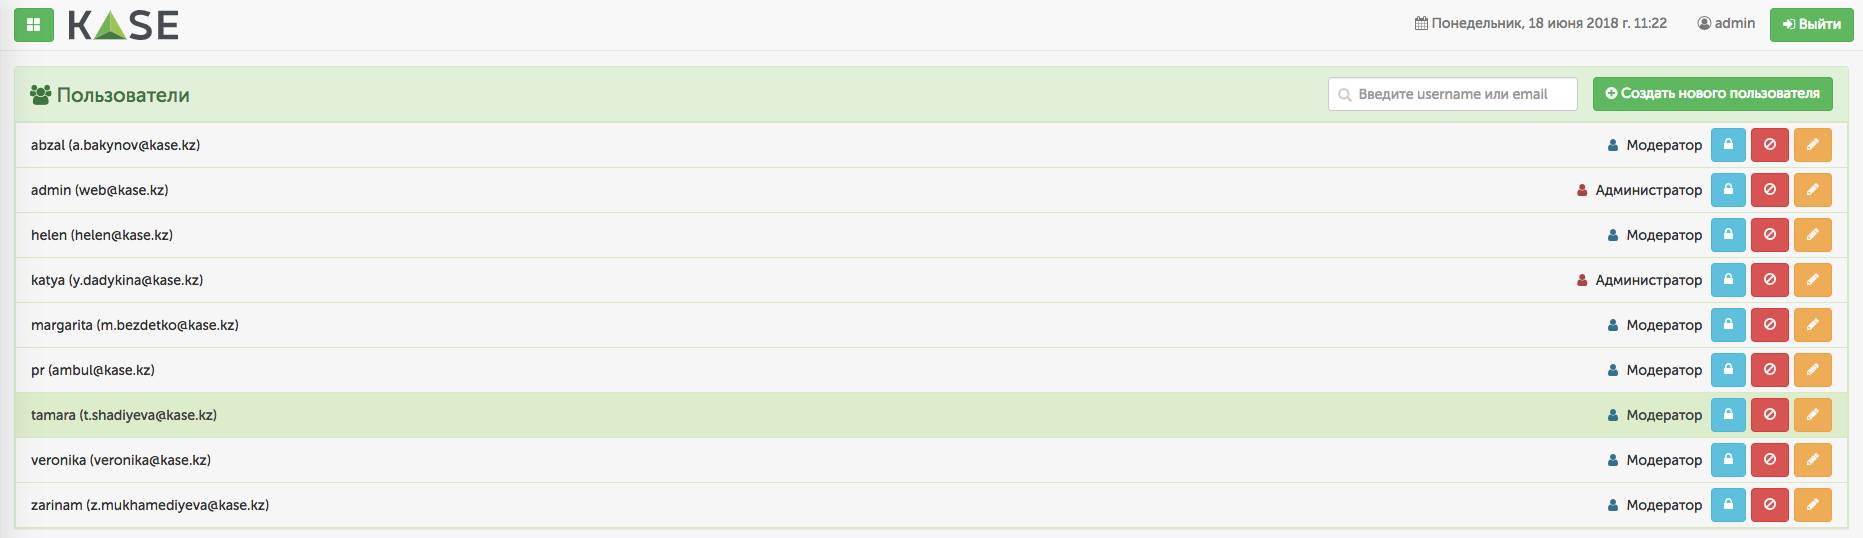 KASE Понедельник, 18 июня 2018 г. 11:22 admin Выйти
Пользователи Введите username или email Создать нового пользователя
abzal (a.bakynov@kase.kz) Модератор
admin (web@kase.kz) Администратор
helen (helen@kase.kz) Модератор
katya (y.dadykina@kase.kz) Администратор
margarita (m.bezdetko@kase.kz) Модератор
pr (ambul@kase.kz) Модератор
tamara (t.shadiyeva@kase.kz) Модератор
veronika (veronika@kase.kz) Модератор
zarinam (z.mukhamediyeva@kase.kz) Модератор